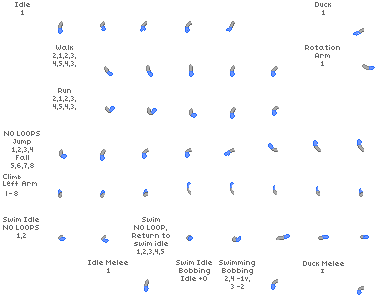 Idle
1
Duck
1
Walk
2,1,2,3,
4,5,4,3,
Rotation
Arm
1
Run
2,1,2,3,
4,5,4,3,
NO LOOPS
Jump
1,2,3,4
Fall
5,6,7,8
Climb
Left Arm
1 - 8
Swim Idle
NO LOOPS
1,2
Swim
NO LOOP,
Return to
swim idle
1,2,3,4,5
Swim Idle
Bobbing
Idle +0
Swimming
Bobbing
2,4 -1v,
3 -2
Idle Melee
1
Duck Melee
1